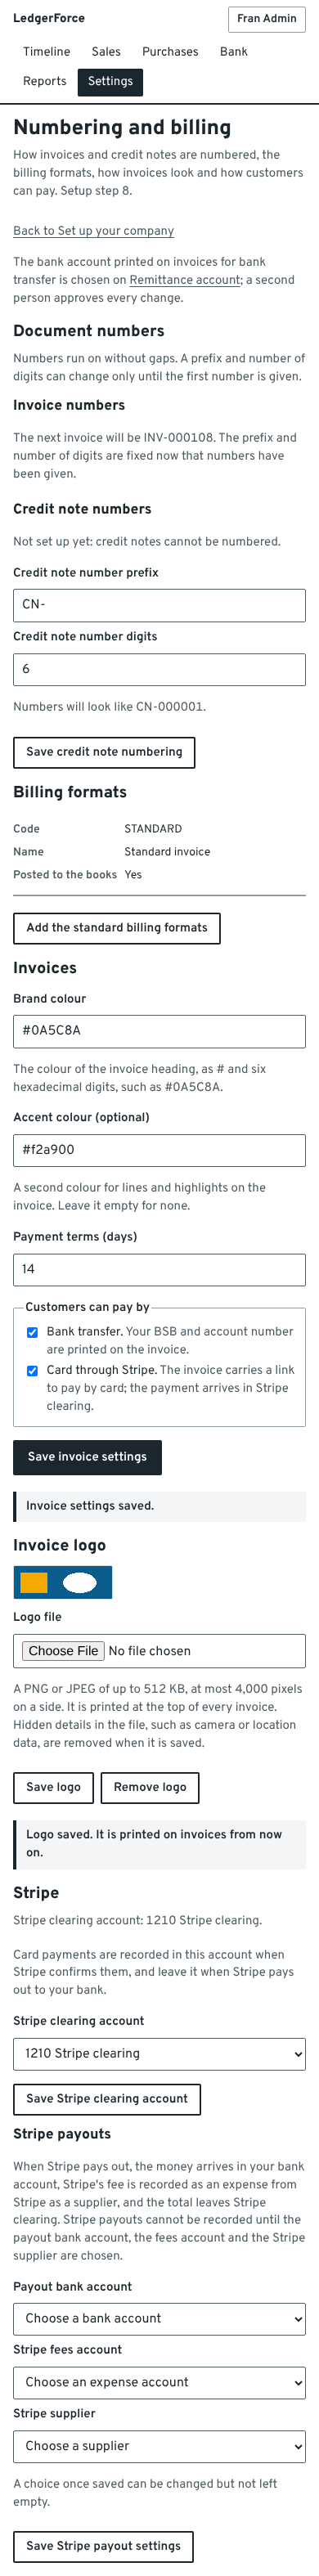 LedgerForce
Fran Admin
Timeline Sales Purchases Bank
Reports Settings
Numbering and billing
How invoices and credit notes are numbered, the
billing formats, how invoices look and how customers
can pay. Setup step 8.
Back to Set up your company
The bank account printed on invoices for bank
transfer is chosen on Remittance account; a second
person approves every change.
Document numbers
Numbers run on without gaps. A prefix and number of
digits can change only until the first number is given.
Invoice numbers
The next invoice will be INV-000108. The prefix and
number of digits are fixed now that numbers have
been given.
Credit note numbers
Not set up yet: credit notes cannot be numbered.
Credit note number prefix
CN-
Credit note number digits
6
Numbers will look like CN-000001.
Save credit note numbering
Billing formats
Code STANDARD
Name Standard invoice
Posted to the books Yes
Add the standard billing formats
Invoices
Brand colour
#0A5C8A
The colour of the invoice heading, as # and six
hexadecimal digits, such as #0A5C8A.
Accent colour (optional)
#f2a900
A second colour for lines and highlights on the
invoice. Leave it empty for none.
Payment terms (days)
14
Customers can pay by
Bank transfer. Your BSB and account number
are printed on the invoice.
Card through Stripe. The invoice carries a link
to pay by card; the payment arrives in Stripe
clearing.
Save invoice settings
Invoice settings saved.
Invoice logo
Logo file
Choose File No file chosen
A PNG or JPEG of up to 512 KB, at most 4,000 pixels
on a side. It is printed at the top of every invoice.
Hidden details in the file, such as camera or location
data, are removed when it is saved.
Save logo Remove logo
Logo saved. It is printed on invoices from now
on.
Stripe
Stripe clearing account: 1210 Stripe clearing.
Card payments are recorded in this account when
Stripe confirms them, and leave it when Stripe pays
out to your bank.
Stripe clearing account
1210 Stripe clearing
Save Stripe clearing account
Stripe payouts
When Stripe pays out, the money arrives in your bank
account, Stripe's fee is recorded as an expense from
Stripe as a supplier, and the total leaves Stripe
clearing. Stripe payouts cannot be recorded until the
payout bank account, the fees account and the Stripe
supplier are chosen.
Payout bank account
Choose a bank account
Stripe fees account
Choose an expense account
Stripe supplier
Choose a supplier
A choice once saved can be changed but not left
empty.
Save Stripe payout settings